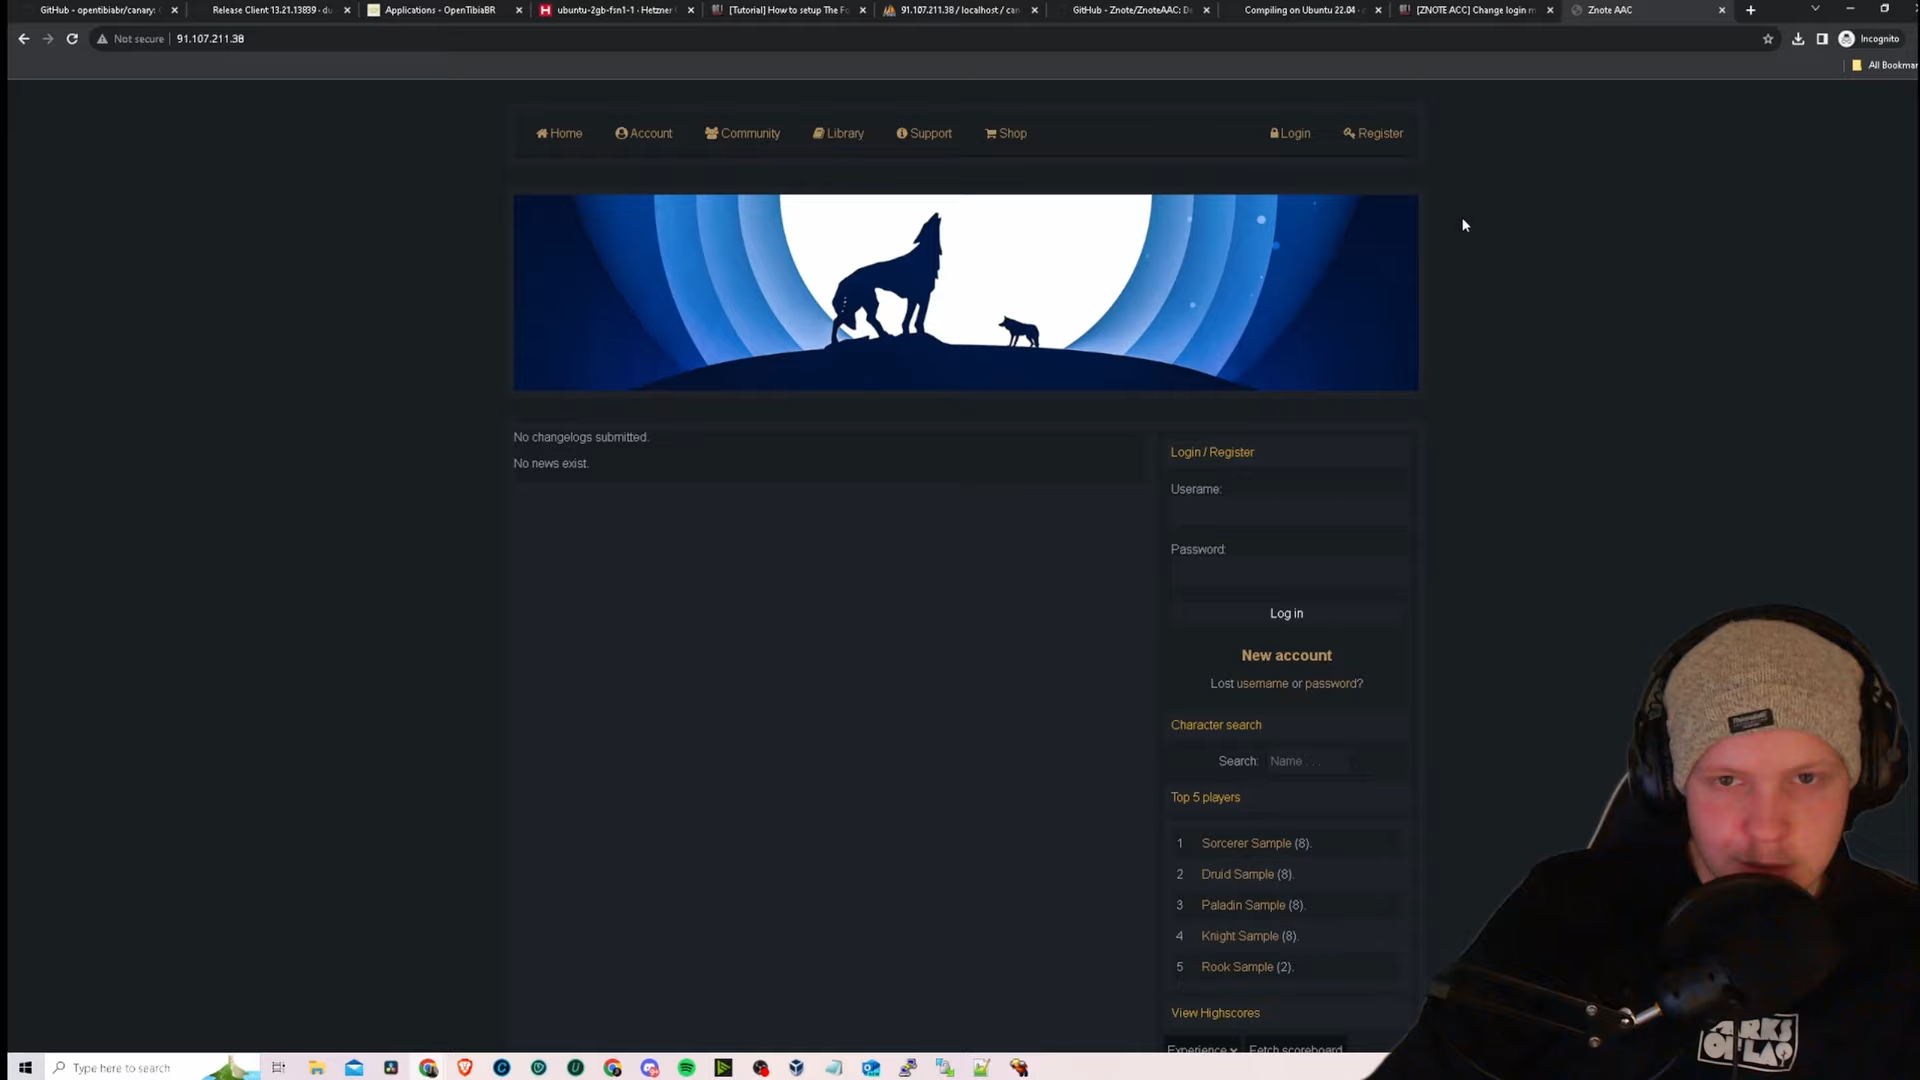 GitHub - opentibiabr/canary:
Release Client 13.21.13839 · du
Applications - OpenTibiaBR
ubuntu-2gb-fsn1-1 · Hetzner
[Tutorial] How to setup The Fo
91.107.211.38 / localhost / can
GitHub - Znote/ZnoteAAC: De
Compiling on Ubuntu 22.04 ·
[ZNOTE ACC] Change login m
Znote AAC
Not secure
91.107.211.38
Incognito
All Bookmar
Home
Account
Community
Library
Support
Shop
Login
Register
No changelogs submitted.
No news exist.
Login / Register
Username:
Password:
Log in
New account
Lost username or password?
Character search
Search:
Name . . .
Top 5 players
1 Sorcerer Sample (8).
2 Druid Sample (8).
3 Paladin Sample (8).
4 Knight Sample (8).
5 Rook Sample (2).
View Highscores
Experience
Fetch scoreboard
Type here to search